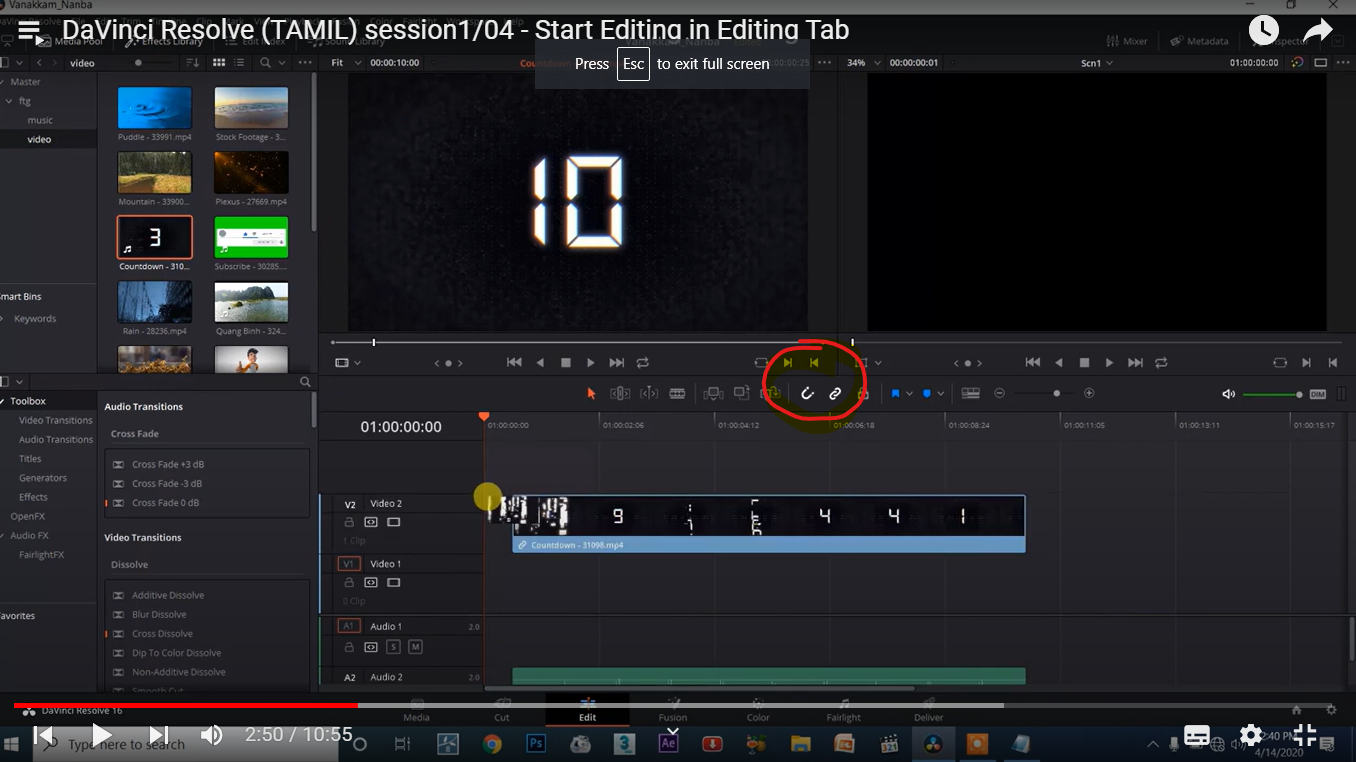 Vanakkam_Nanba
DaVinci Resolve (TAMIL) session1/04 - Start Editing in Editing Tab
Media Pool
Effects Library
Edit Index
Sound Library
Mixer
Metadata
Inspector
Press Esc to exit full screen
video
Fit
00:00:10:00
34%
00:00:00:01
Scn1
01:00:00:00
Master
ftg
music
video
Smart Bins
Keywords
Puddle - 33991.mp4
Stock Footage - 3...
Mountain - 33900...
Plexus - 27669.mp4
3
Countdown - 310...
Subscribe - 30285....
Rain - 28236.mp4
Quang Binh - 324...
10
Toolbox
Video Transitions
Audio Transitions
Titles
Generators
Effects
OpenFX
Audio FX
FairlightFX
Favorites
Audio Transitions
Cross Fade
Cross Fade +3 dB
Cross Fade -3 dB
Cross Fade 0 dB
Video Transitions
Dissolve
Additive Dissolve
Blur Dissolve
Cross Dissolve
Dip To Color Dissolve
Non-Additive Dissolve
Smooth Cut
DIM
01:00:00:00
01:00:00:00
01:00:02:06
01:00:04:12
01:00:06:18
01:00:08:24
01:00:11:05
01:00:13:11
01:00:15:17
V2 Video 2
1 Clip
9 4 4 1
Countdown - 31098.mp4
V1 Video 1
0 Clip
A1 Audio 1 2.0
S M
A2 Audio 2 2.0
DaVinci Resolve 16
Media
Cut
Edit
Fusion
Color
Fairlight
Deliver
2:50 / 10:55
Type here to search
Ps
3
Ae
4/14/2020